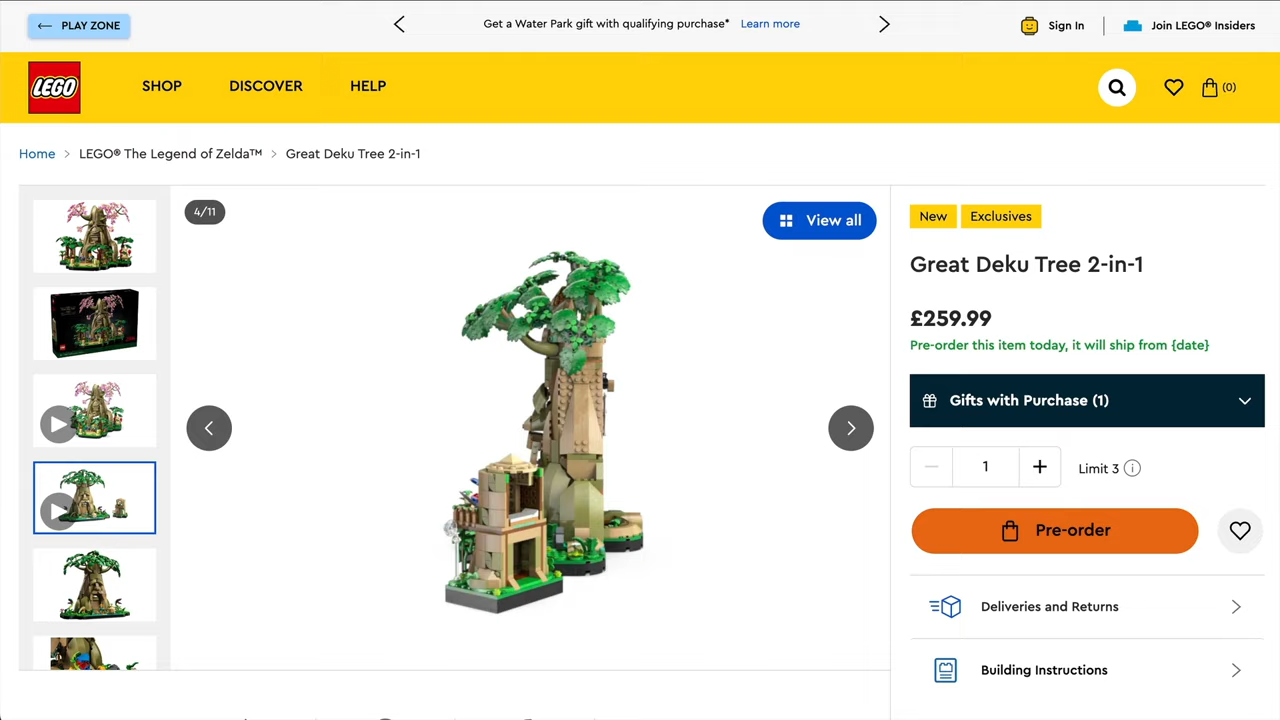 PLAY ZONE
Get a Water Park gift with qualifying purchase* Learn more
Sign In
Join LEGO® Insiders
LEGO
SHOP
DISCOVER
HELP
(0)
Home > LEGO® The Legend of Zelda™ > Great Deku Tree 2-in-1
4/11
View all
New
Exclusives
Great Deku Tree 2-in-1
£259.99
Pre-order this item today, it will ship from {date}
Gifts with Purchase (1)
1
Limit 3
Pre-order
Deliveries and Returns
Building Instructions